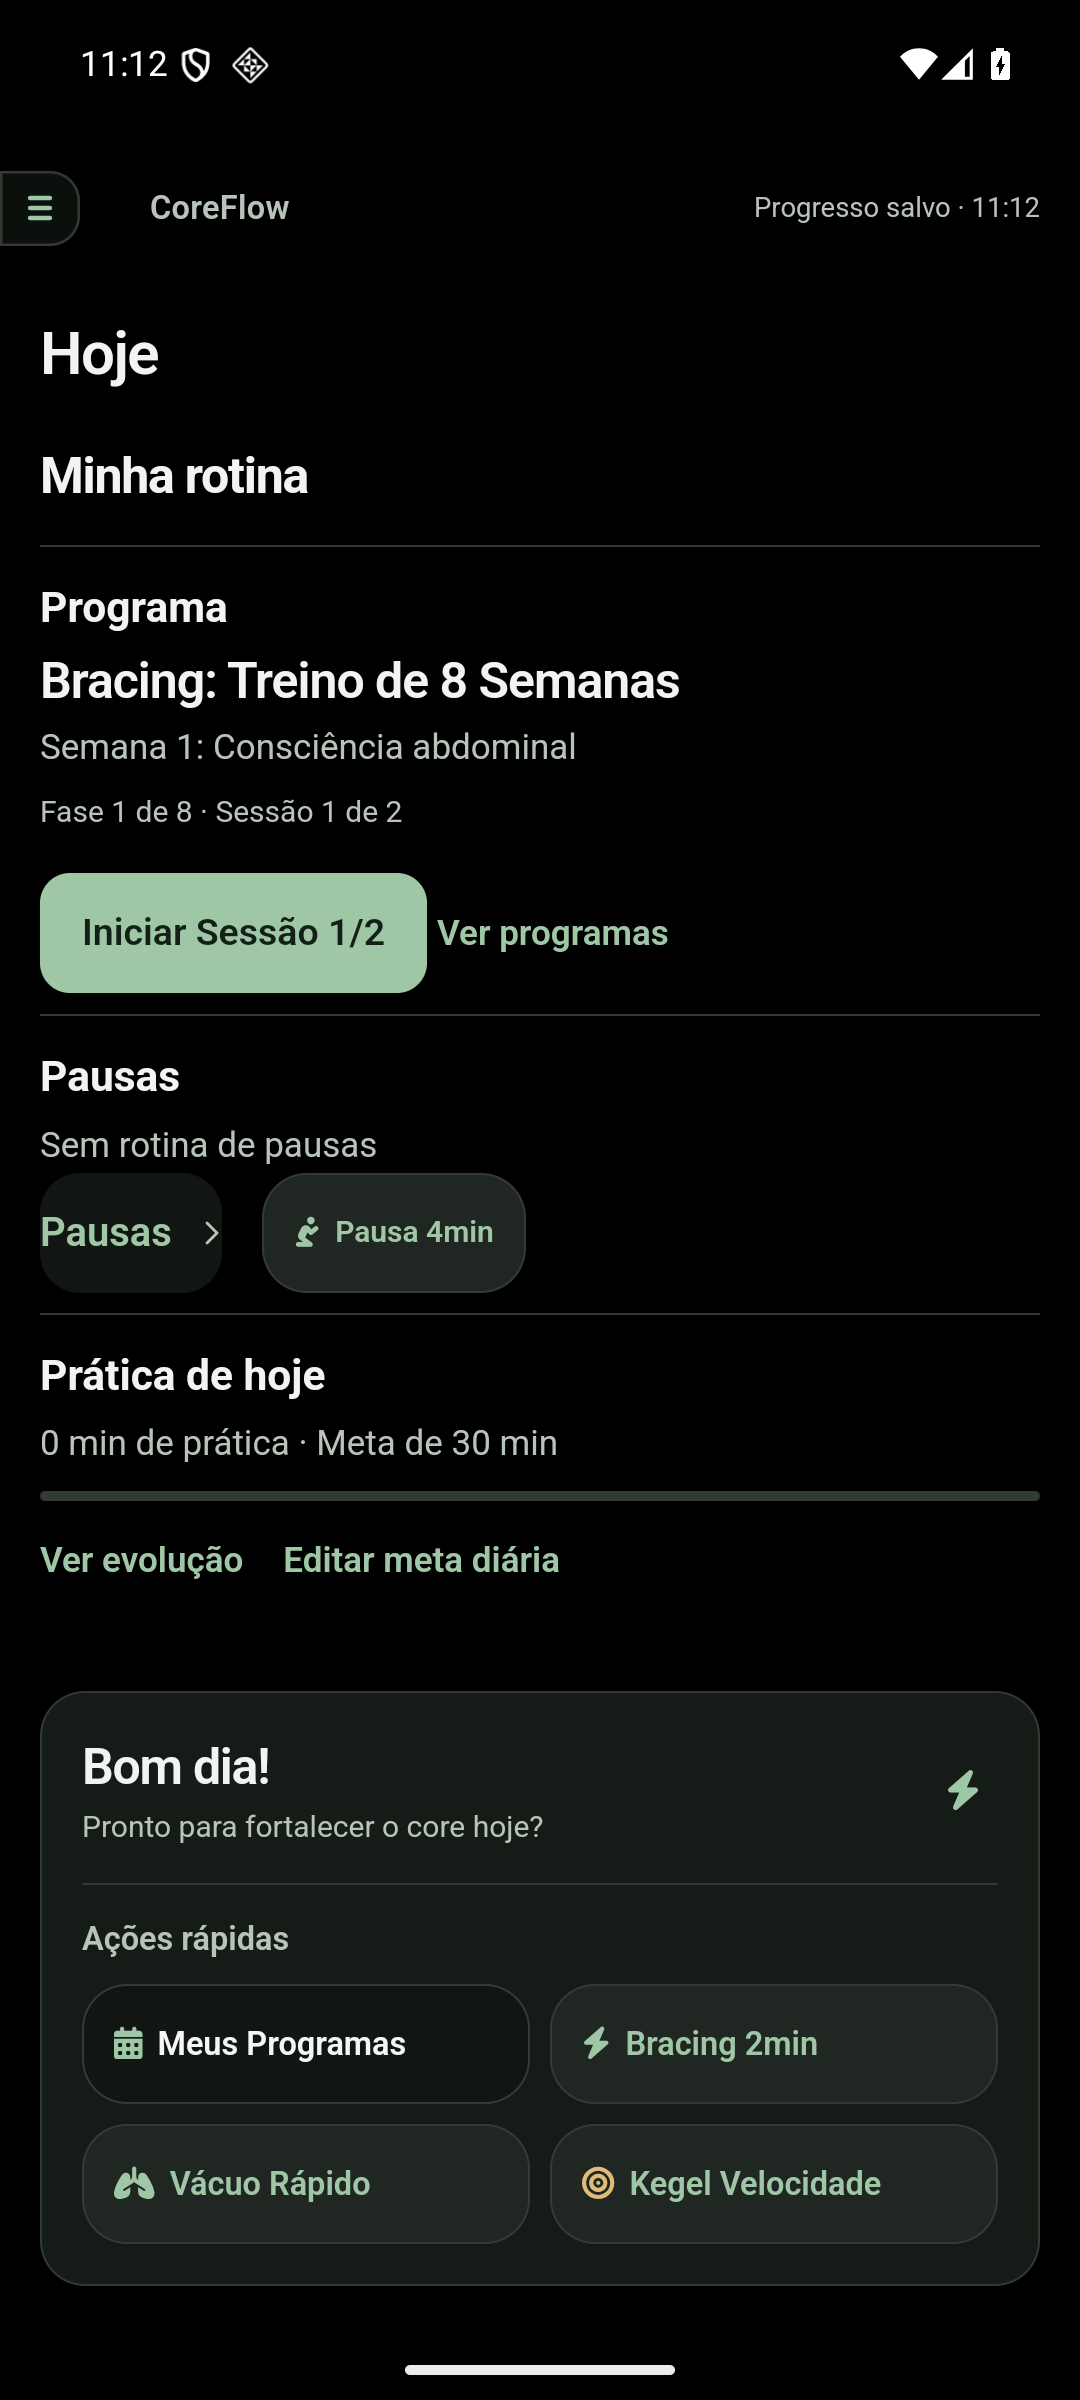 11:12
CoreFlow
Progresso salvo · 11:12
Hoje
Minha rotina
Programa
Bracing: Treino de 8 Semanas
Semana 1: Consciência abdominal
Fase 1 de 8 · Sessão 1 de 2
Iniciar Sessão 1/2 Ver programas
Pausas
Sem rotina de pausas
Pausas Pausa 4min
Prática de hoje
0 min de prática · Meta de 30 min
Ver evolução Editar meta diária
Bom dia!
Pronto para fortalecer o core hoje?
Ações rápidas
Meus Programas Bracing 2min
Vácuo Rápido Kegel Velocidade